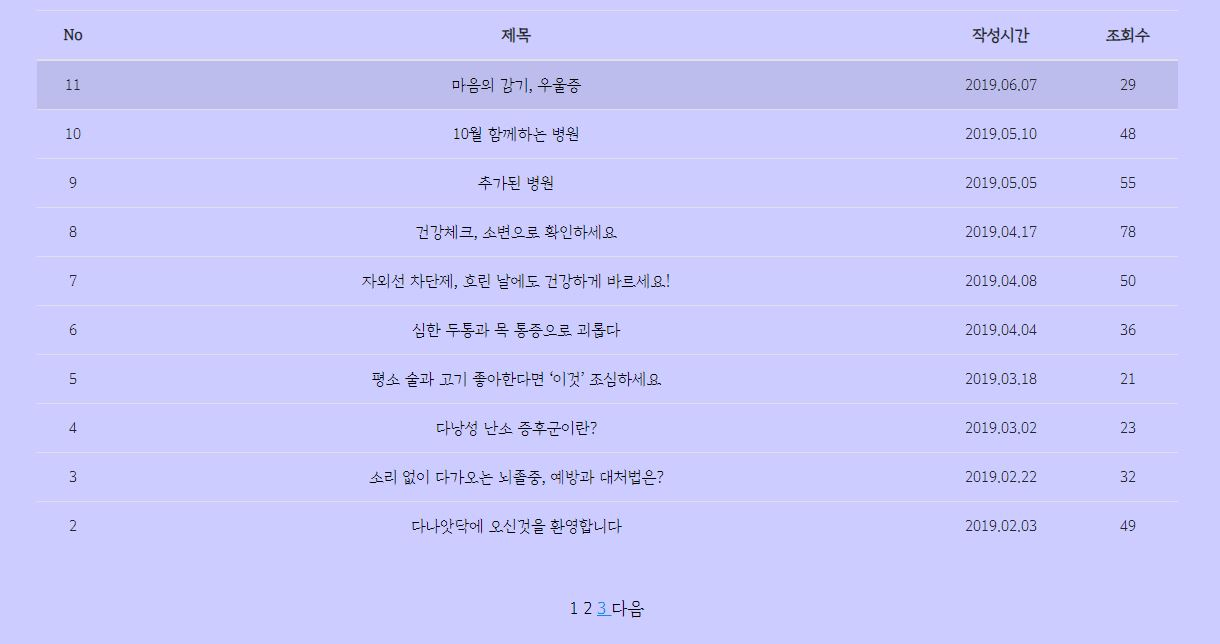 No 제목 작성시간 조회수
11 마음의 감기, 우울증 2019.06.07 29
10 10월 함께하는 병원 2019.05.10 48
9 추가된 병원 2019.05.05 55
8 건강체크, 소변으로 확인하세요 2019.04.17 78
7 자외선 차단제, 흐린 날에도 건강하게 바르세요! 2019.04.08 50
6 심한 두통과 목 통증으로 괴롭다 2019.04.04 36
5 평소 술과 고기 좋아한다면 ‘이것’ 조심하세요 2019.03.18 21
4 다낭성 난소 증후군이란? 2019.03.02 23
3 소리 없이 다가오는 뇌졸중, 예방과 대처법은? 2019.02.22 32
2 다나앗닥에 오신것을 환영합니다 2019.02.03 49
1 2 3 다음